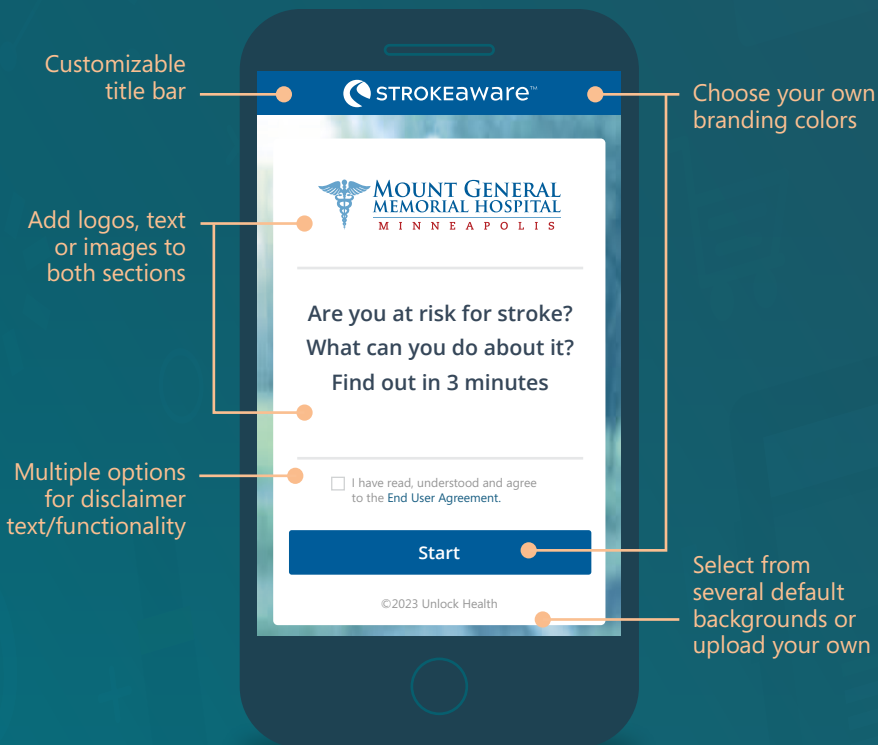 Customizable
title bar
STROKEaware™
Choose your own
branding colors
MOUNT GENERAL
MEMORIAL HOSPITAL
MINNEAPOLIS
Add logos, text
or images to
both sections
Are you at risk for stroke?
What can you do about it?
Find out in 3 minutes
Multiple options
for disclaimer
text/functionality
I have read, understood and agree
to the End User Agreement.
Start
Select from
several default
backgrounds or
upload your own
©2023 Unlock Health